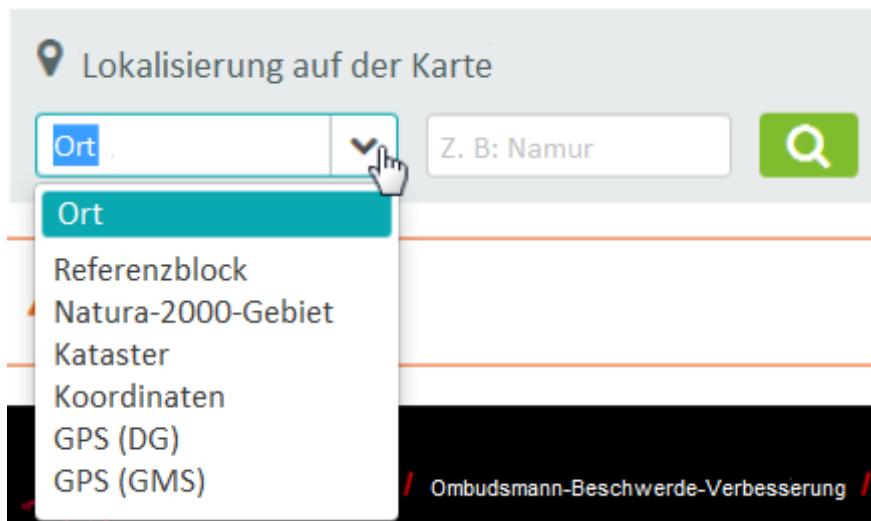 Lokalisierung auf der Karte
Ort
Z. B: Namur
Ort
Referenzblock
Natura-2000-Gebiet
Kataster
Koordinaten
GPS (DG)
GPS (GMS)
/ Ombudsmann-Beschwerde-Verbesserung /